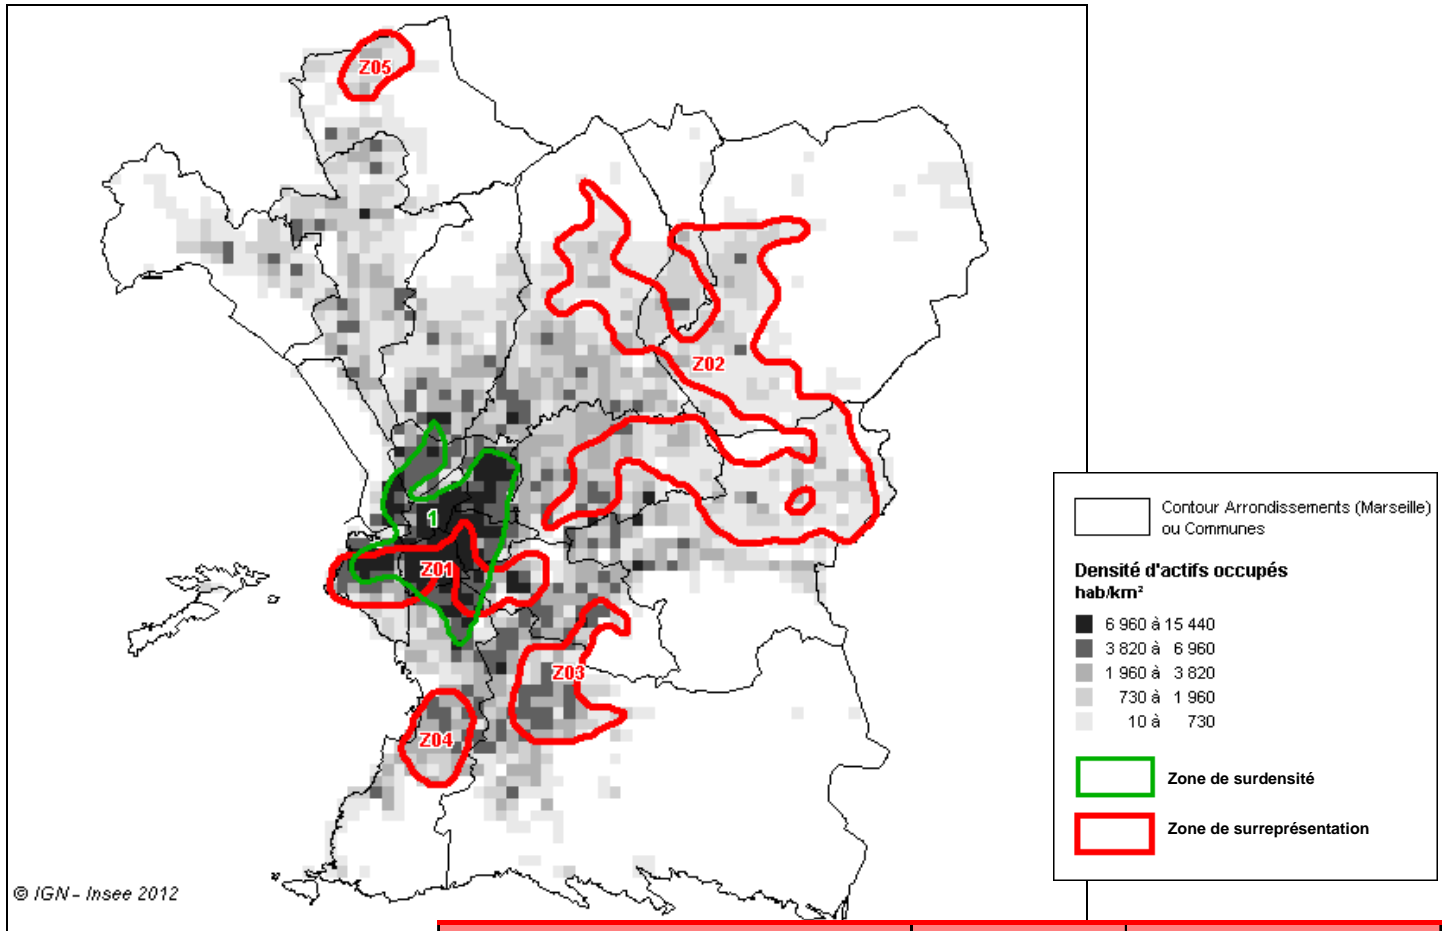 Z05
Z02
1
Z01
Z03
Z04
© IGN - Insee 2012
Contour Arrondissements (Marseille)
ou Communes
Densité d'actifs occupés
hab/km²
6 960 à 15 440
3 820 à 6 960
1 960 à 3 820
730 à 1 960
10 à 730
Zone de surdensité
Zone de surreprésentation